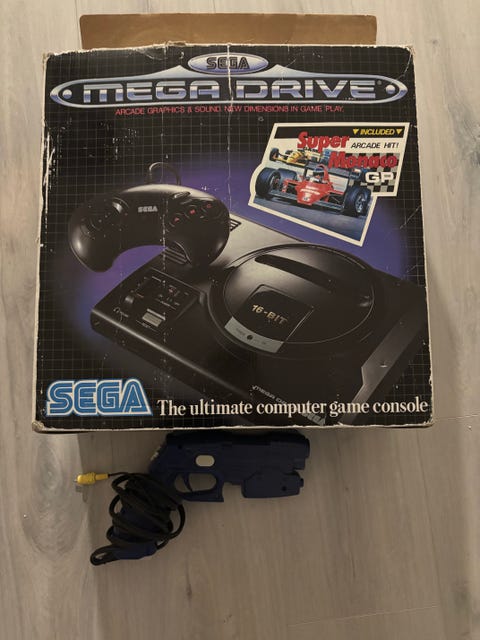 SEGA
MEGA DRIVE
ARCADE GRAPHICS & SOUND. NEW DIMENSIONS IN GAME PLAY.
▼ INCLUDED ▼
Super ARCADE HIT!
Monaco
GP
SEGA
16-BIT
SEGA The ultimate computer game console